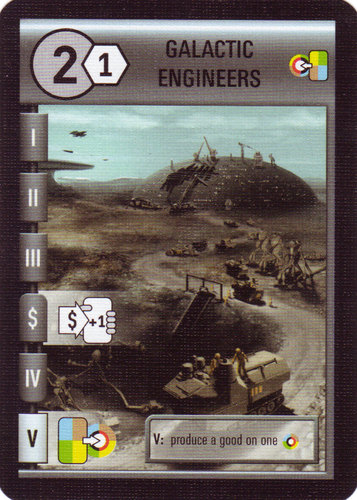 2
1
GALACTIC
ENGINEERS
I
II
III
$
$ +1
IV
V
V: produce a good on one